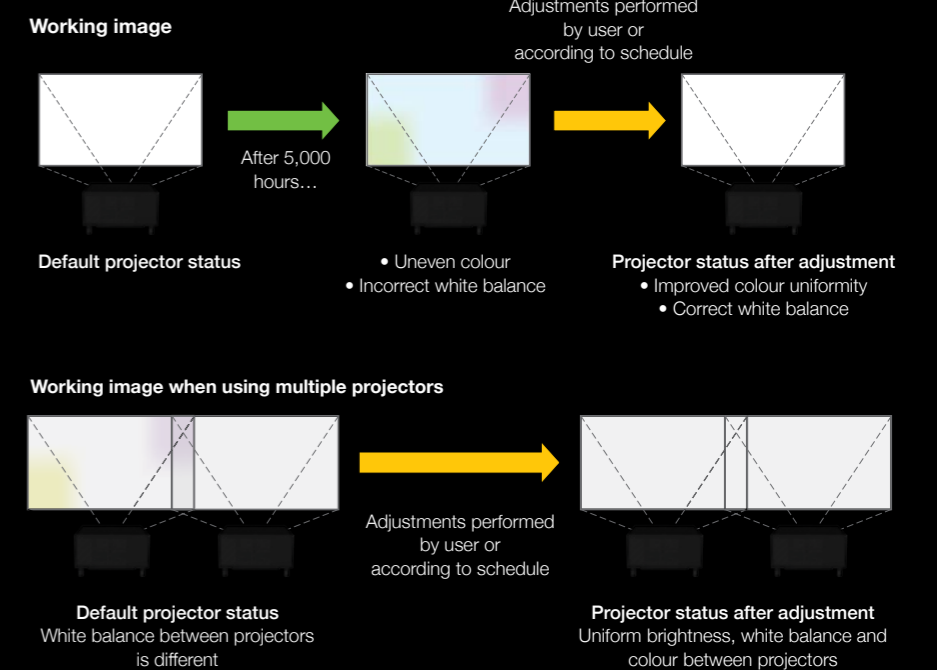 Working image
Adjustments performed
by user or
according to schedule
After 5,000
hours…
Default projector status
• Uneven colour
• Incorrect white balance
Projector status after adjustment
• Improved colour uniformity
• Correct white balance
Working image when using multiple projectors
Adjustments performed
by user or
according to schedule
Default projector status
White balance between projectors
is different
Projector status after adjustment
Uniform brightness, white balance and
colour between projectors